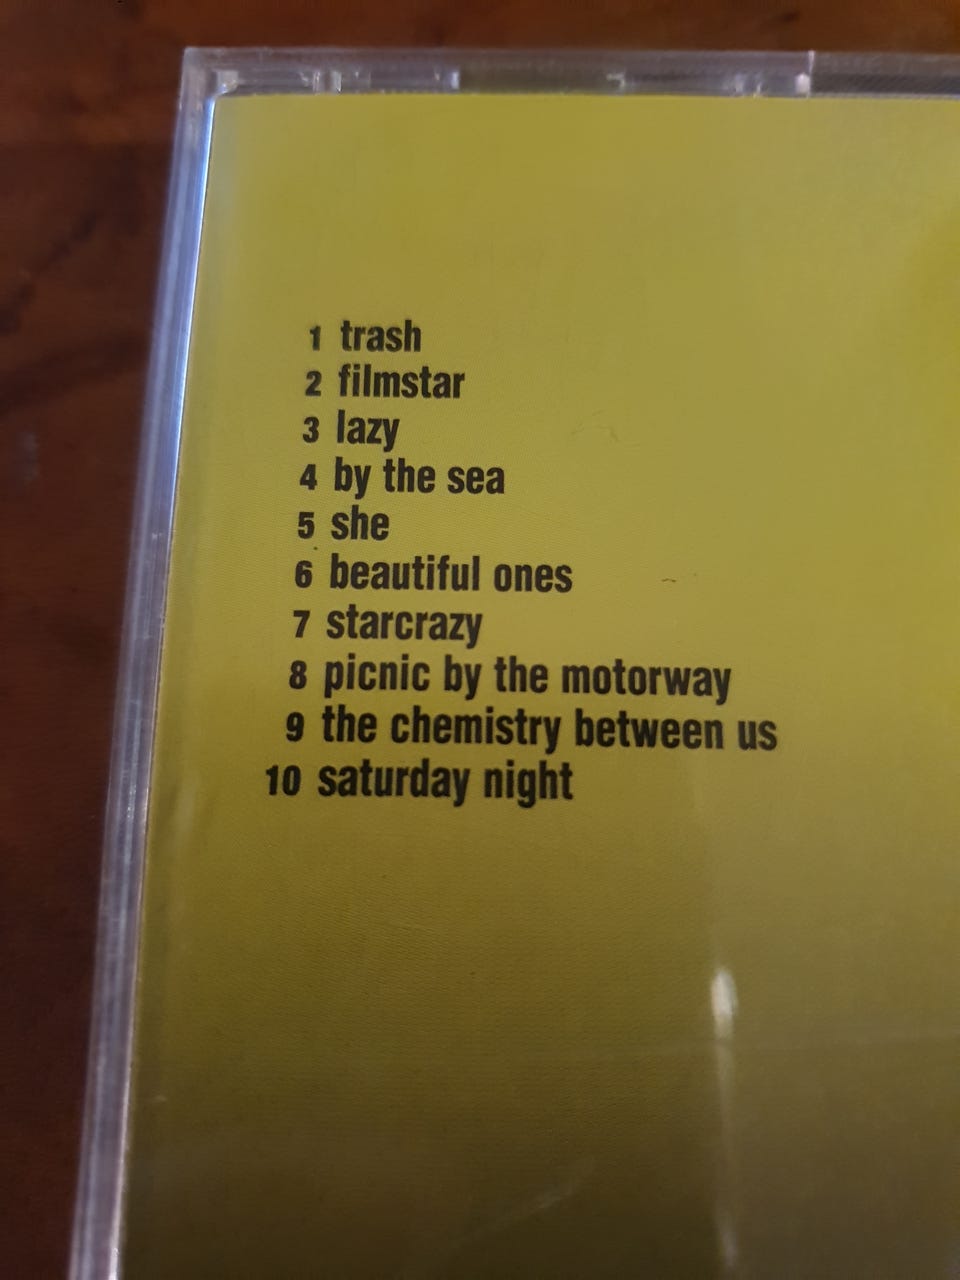 1 trash
2 filmstar
3 lazy
4 by the sea
5 she
6 beautiful ones
7 starcrazy
8 picnic by the motorway
9 the chemistry between us
10 saturday night